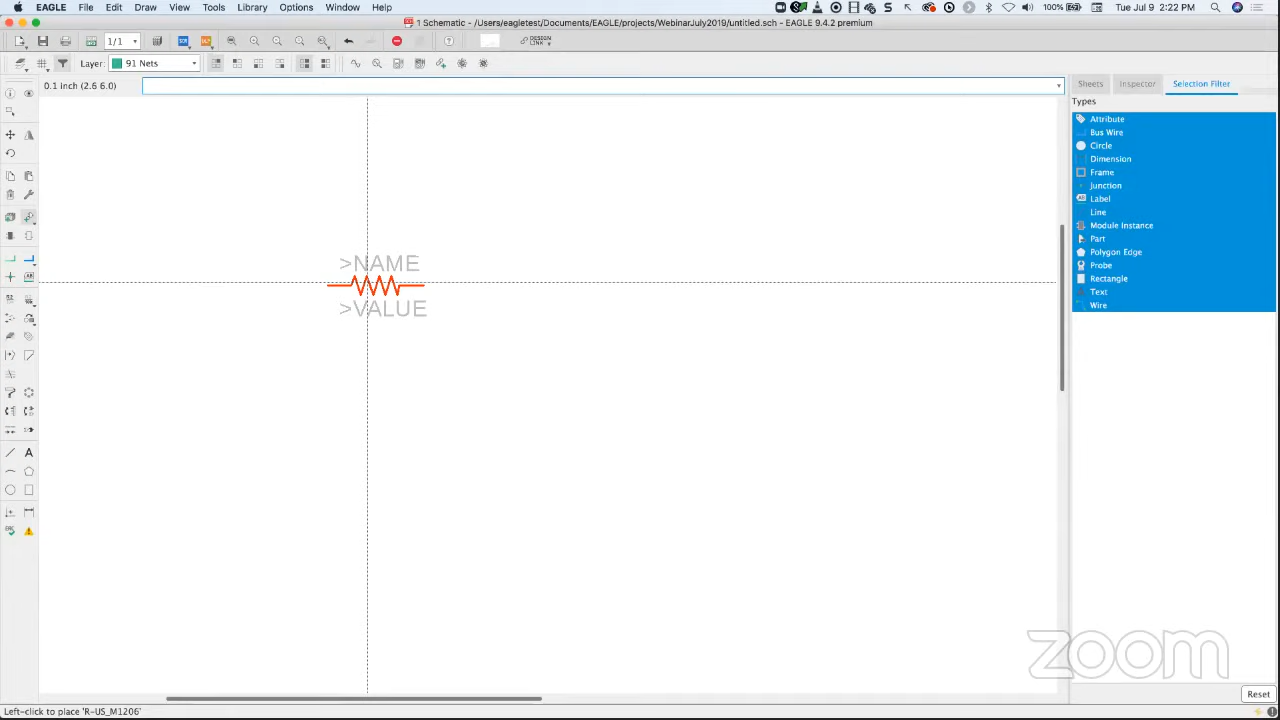 EAGLE File Edit View Draw Tools Library Options Window Help 100% Tue Jul 9 2:22 PM
1 Schematic - /Users/eagletest/Documents/EAGLE/projects/WebinarJuly2019/untitled.sch - EAGLE 9.4.2 premium
1/1 DESIGN LINK
Layer: 91 Nets
0.1 inch (2.6 6.0)
Sheets Inspector Selection Filter
Types
Attribute
Bus Wire
Circle
Dimension
Frame
Junction
Label
Line
Module Instance
Part
Polygon Edge
Probe
Rectangle
Text
Wire
>NAME
>VALUE
zoom
Reset
Left-click to place 'R-US_M1206'